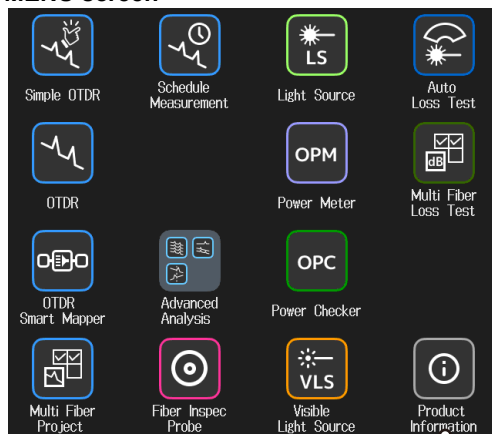 MENU screen
LS
Simple OTDR
Schedule
Measurement
Light Source
Auto
Loss Test
OPM
dB
OTDR
Power Meter
Multi Fiber
Loss Test
OPC
OTDR
Smart Mapper
Advanced
Analysis
Power Checker
VLS
Multi Fiber
Project
Fiber Inspec
Probe
Visible
Light Source
Product
Information